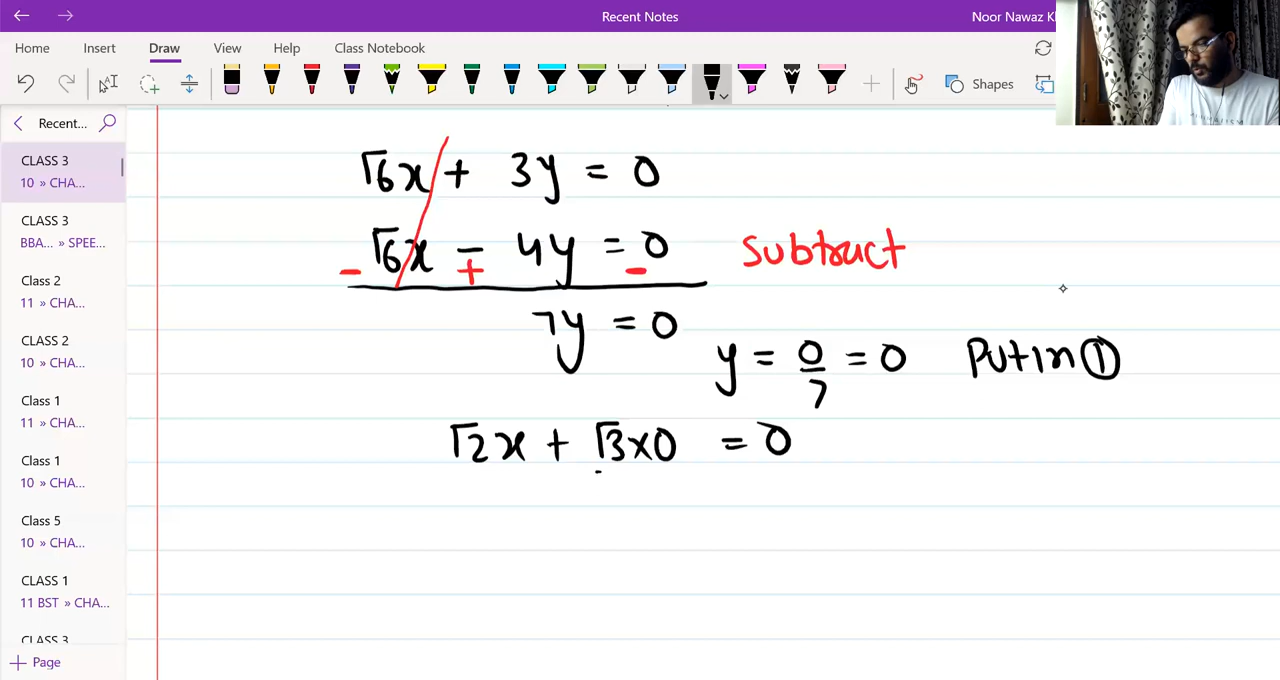 Recent Notes
Noor Nawaz Kh
Home Insert Draw View Help Class Notebook
Shapes
Recent...
CLASS 3
10 » CHA...
CLASS 3
BBA... » SPEE...
Class 2
11 » CHA...
CLASS 2
10 » CHA...
Class 1
11 » CHA...
Class 1
10 » CHA...
Class 5
10 » CHA...
CLASS 1
11 BST » CHA...
CLASS 3
+ Page
√6x + 3y = 0
√6x - 4y = 0 Subtract
- + -
7y = 0
y = 0/7 = 0 Put in ①
√2x + √3×0 = 0